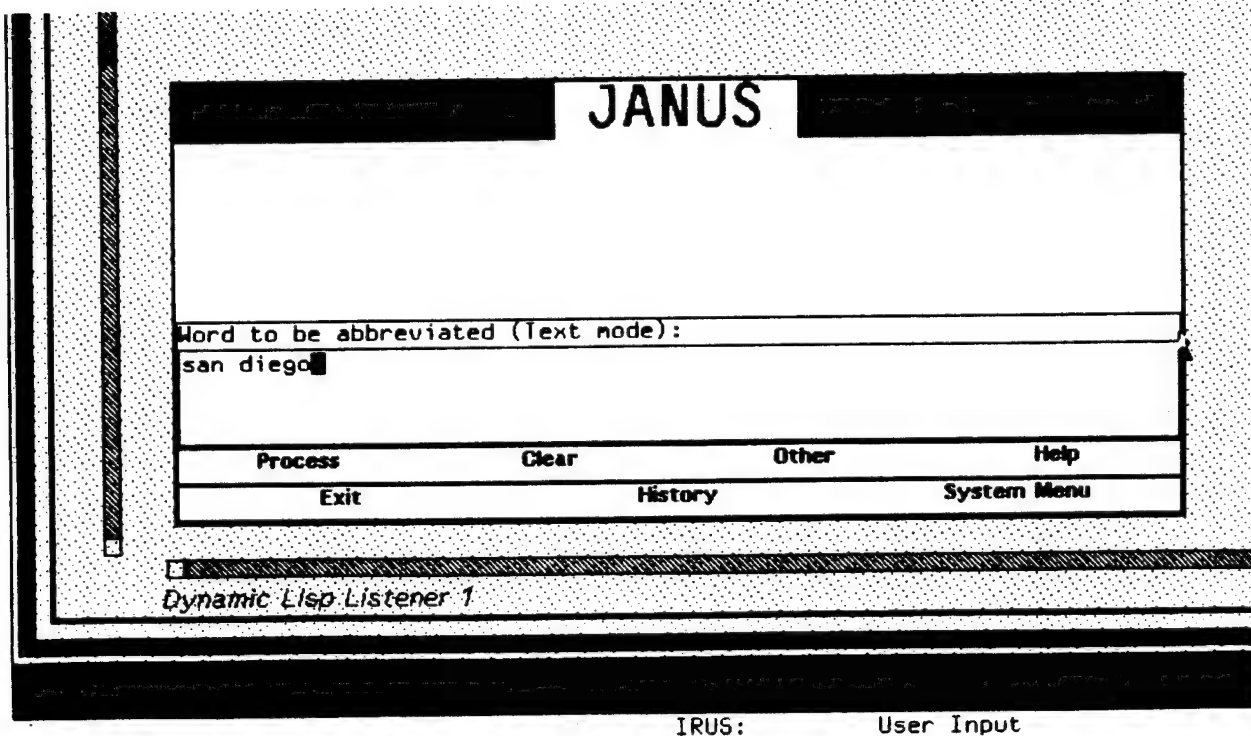 JANUS
Word to be abbreviated (Text mode):
san diego
Process Clear Other Help
Exit History System Menu
Dynamic Lisp Listener 1
IRUS: User Input